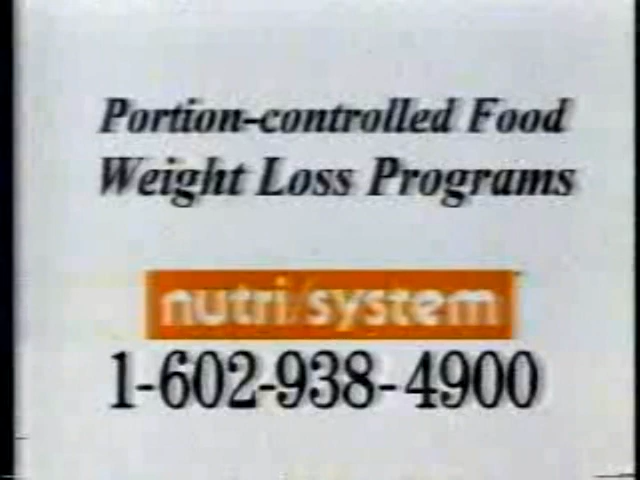 Portion-controlled Food
Weight Loss Programs
nutri/system
1-602-938-4900